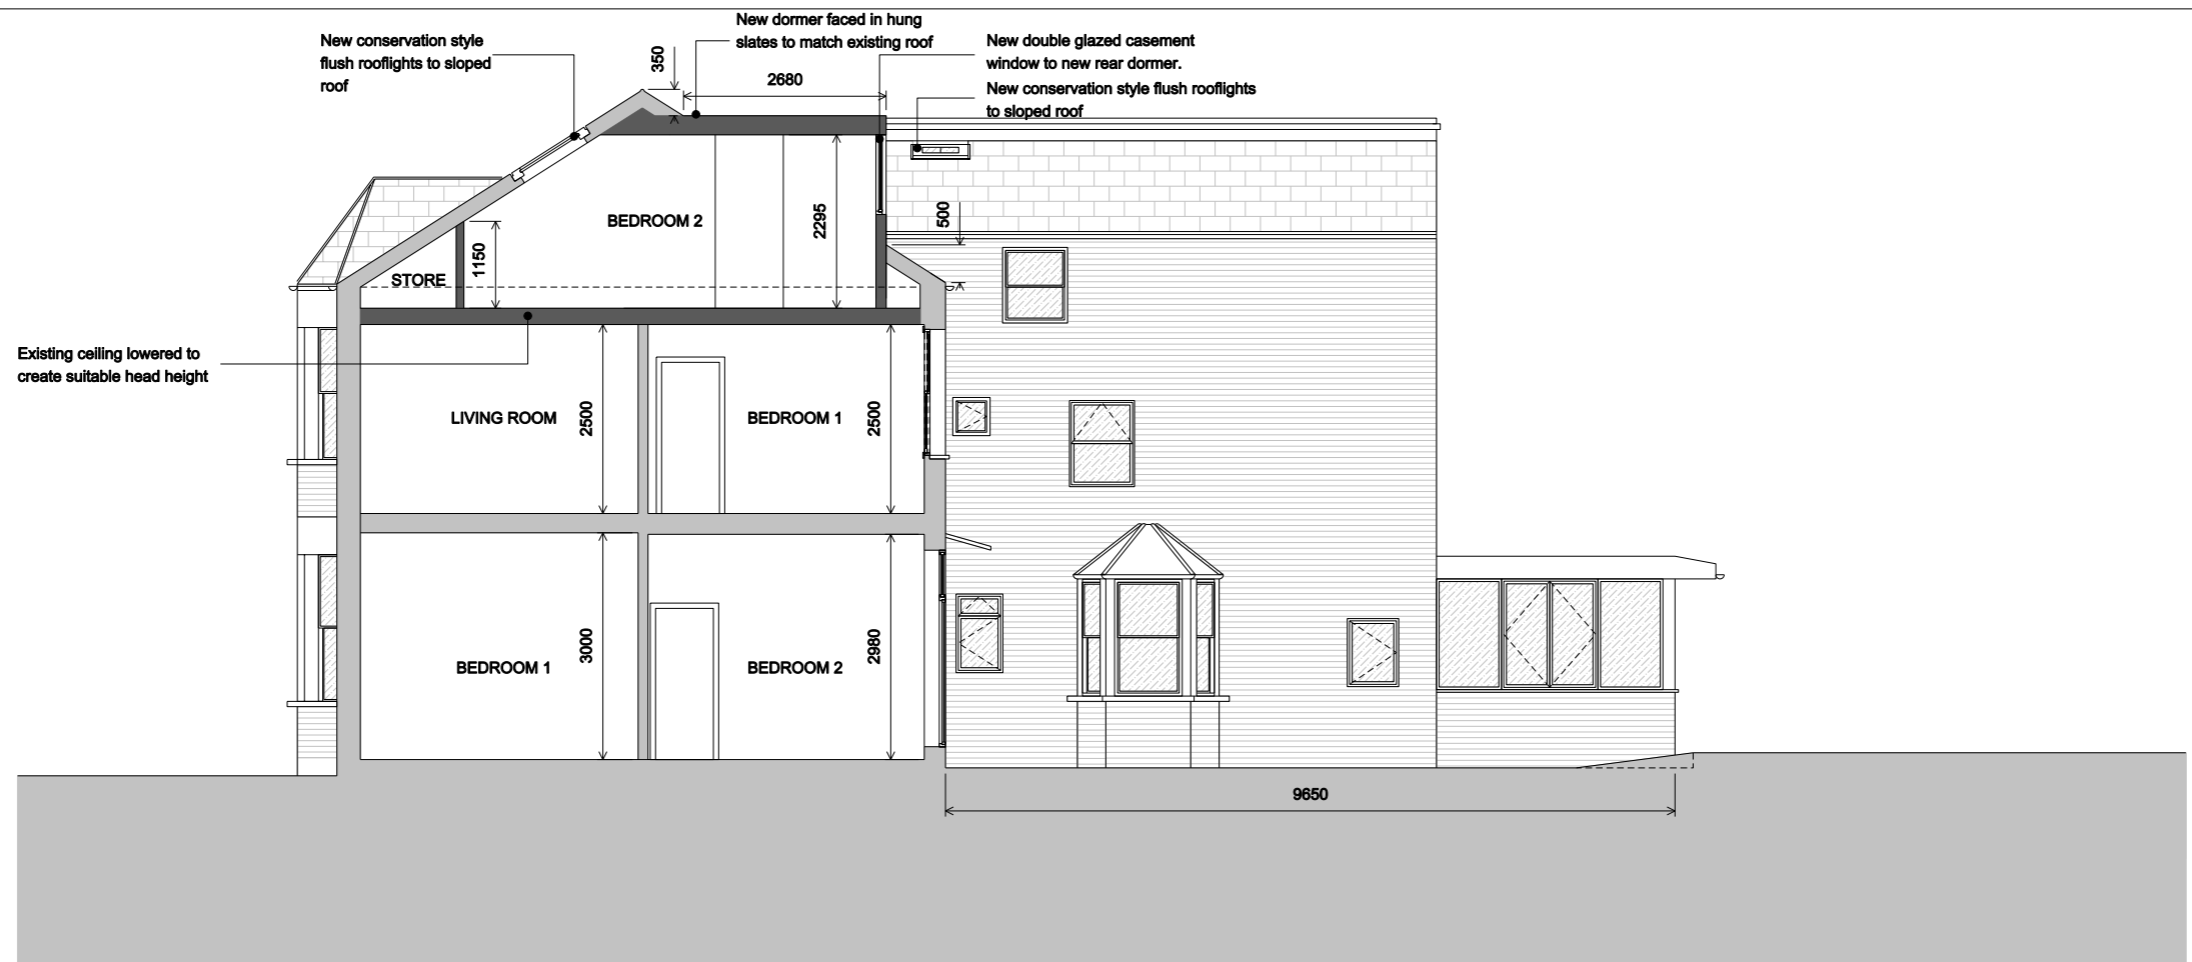 New dormer faced in hung
slates to match existing roof
New conservation style
flush rooflights to sloped
roof
350
2680
New double glazed casement
window to new rear dormer.
New conservation style flush rooflights
to sloped roof
BEDROOM 2
2295
500
1150
STORE
Existing ceiling lowered to
create suitable head height
LIVING ROOM
2500
BEDROOM 1
2500
BEDROOM 1
3000
BEDROOM 2
2980
9650